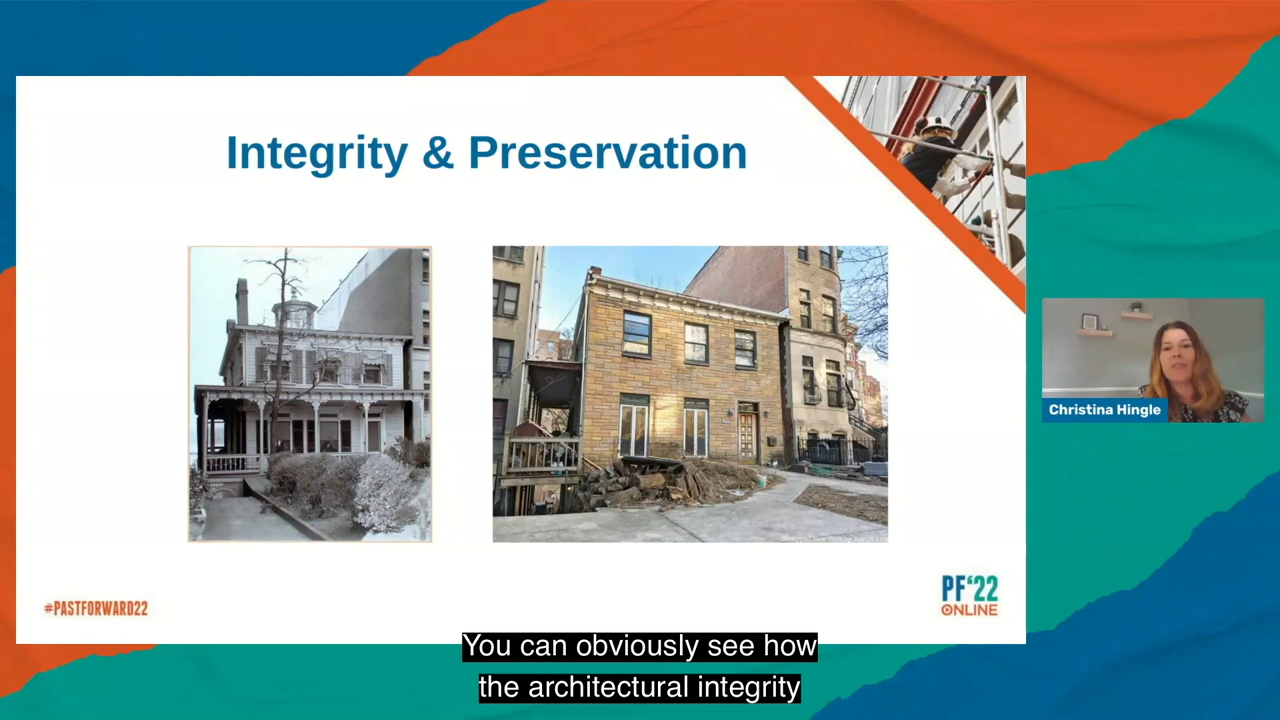 Integrity & Preservation
Christina Hingle
#PASTFORWARD22
PF‘22
ONLINE
You can obviously see how
the architectural integrity